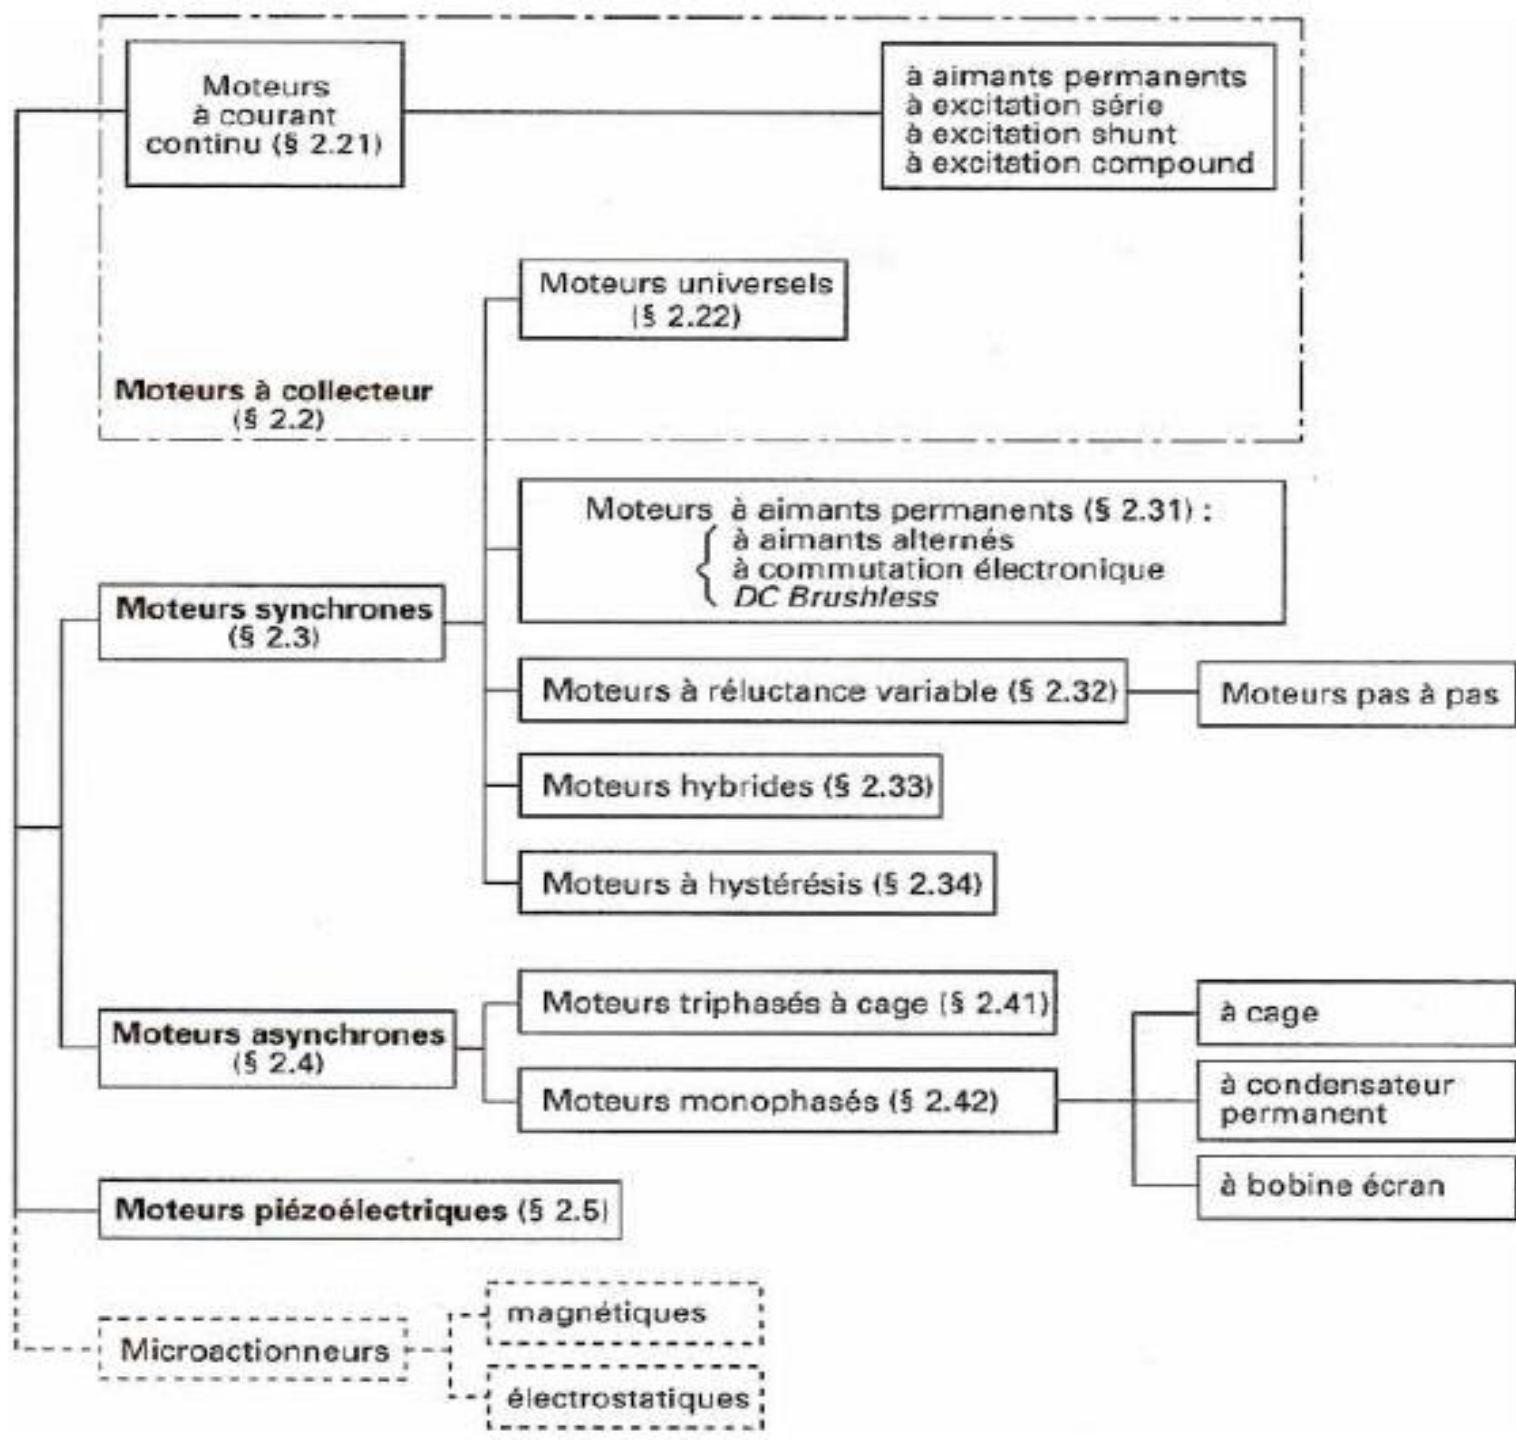 Moteurs
à courant
continu (§ 2.21)
à aimants permanents
à excitation série
à excitation shunt
à excitation compound
Moteurs universels
(§ 2.22)
Moteurs à collecteur
(§ 2.2)
Moteurs à aimants permanents (§ 2.31) :
à aimants alternés
à commutation électronique
DC Brushless
Moteurs synchrones
(§ 2.3)
Moteurs à réluctance variable (§ 2.32)
Moteurs pas à pas
Moteurs hybrides (§ 2.33)
Moteurs à hystérésis (§ 2.34)
Moteurs asynchrones
(§ 2.4)
Moteurs triphasés à cage (§ 2.41)
Moteurs monophasés (§ 2.42)
à cage
à condensateur
permanent
à bobine écran
Moteurs piézoélectriques (§ 2.5)
Microactionneurs
magnétiques
électrostatiques